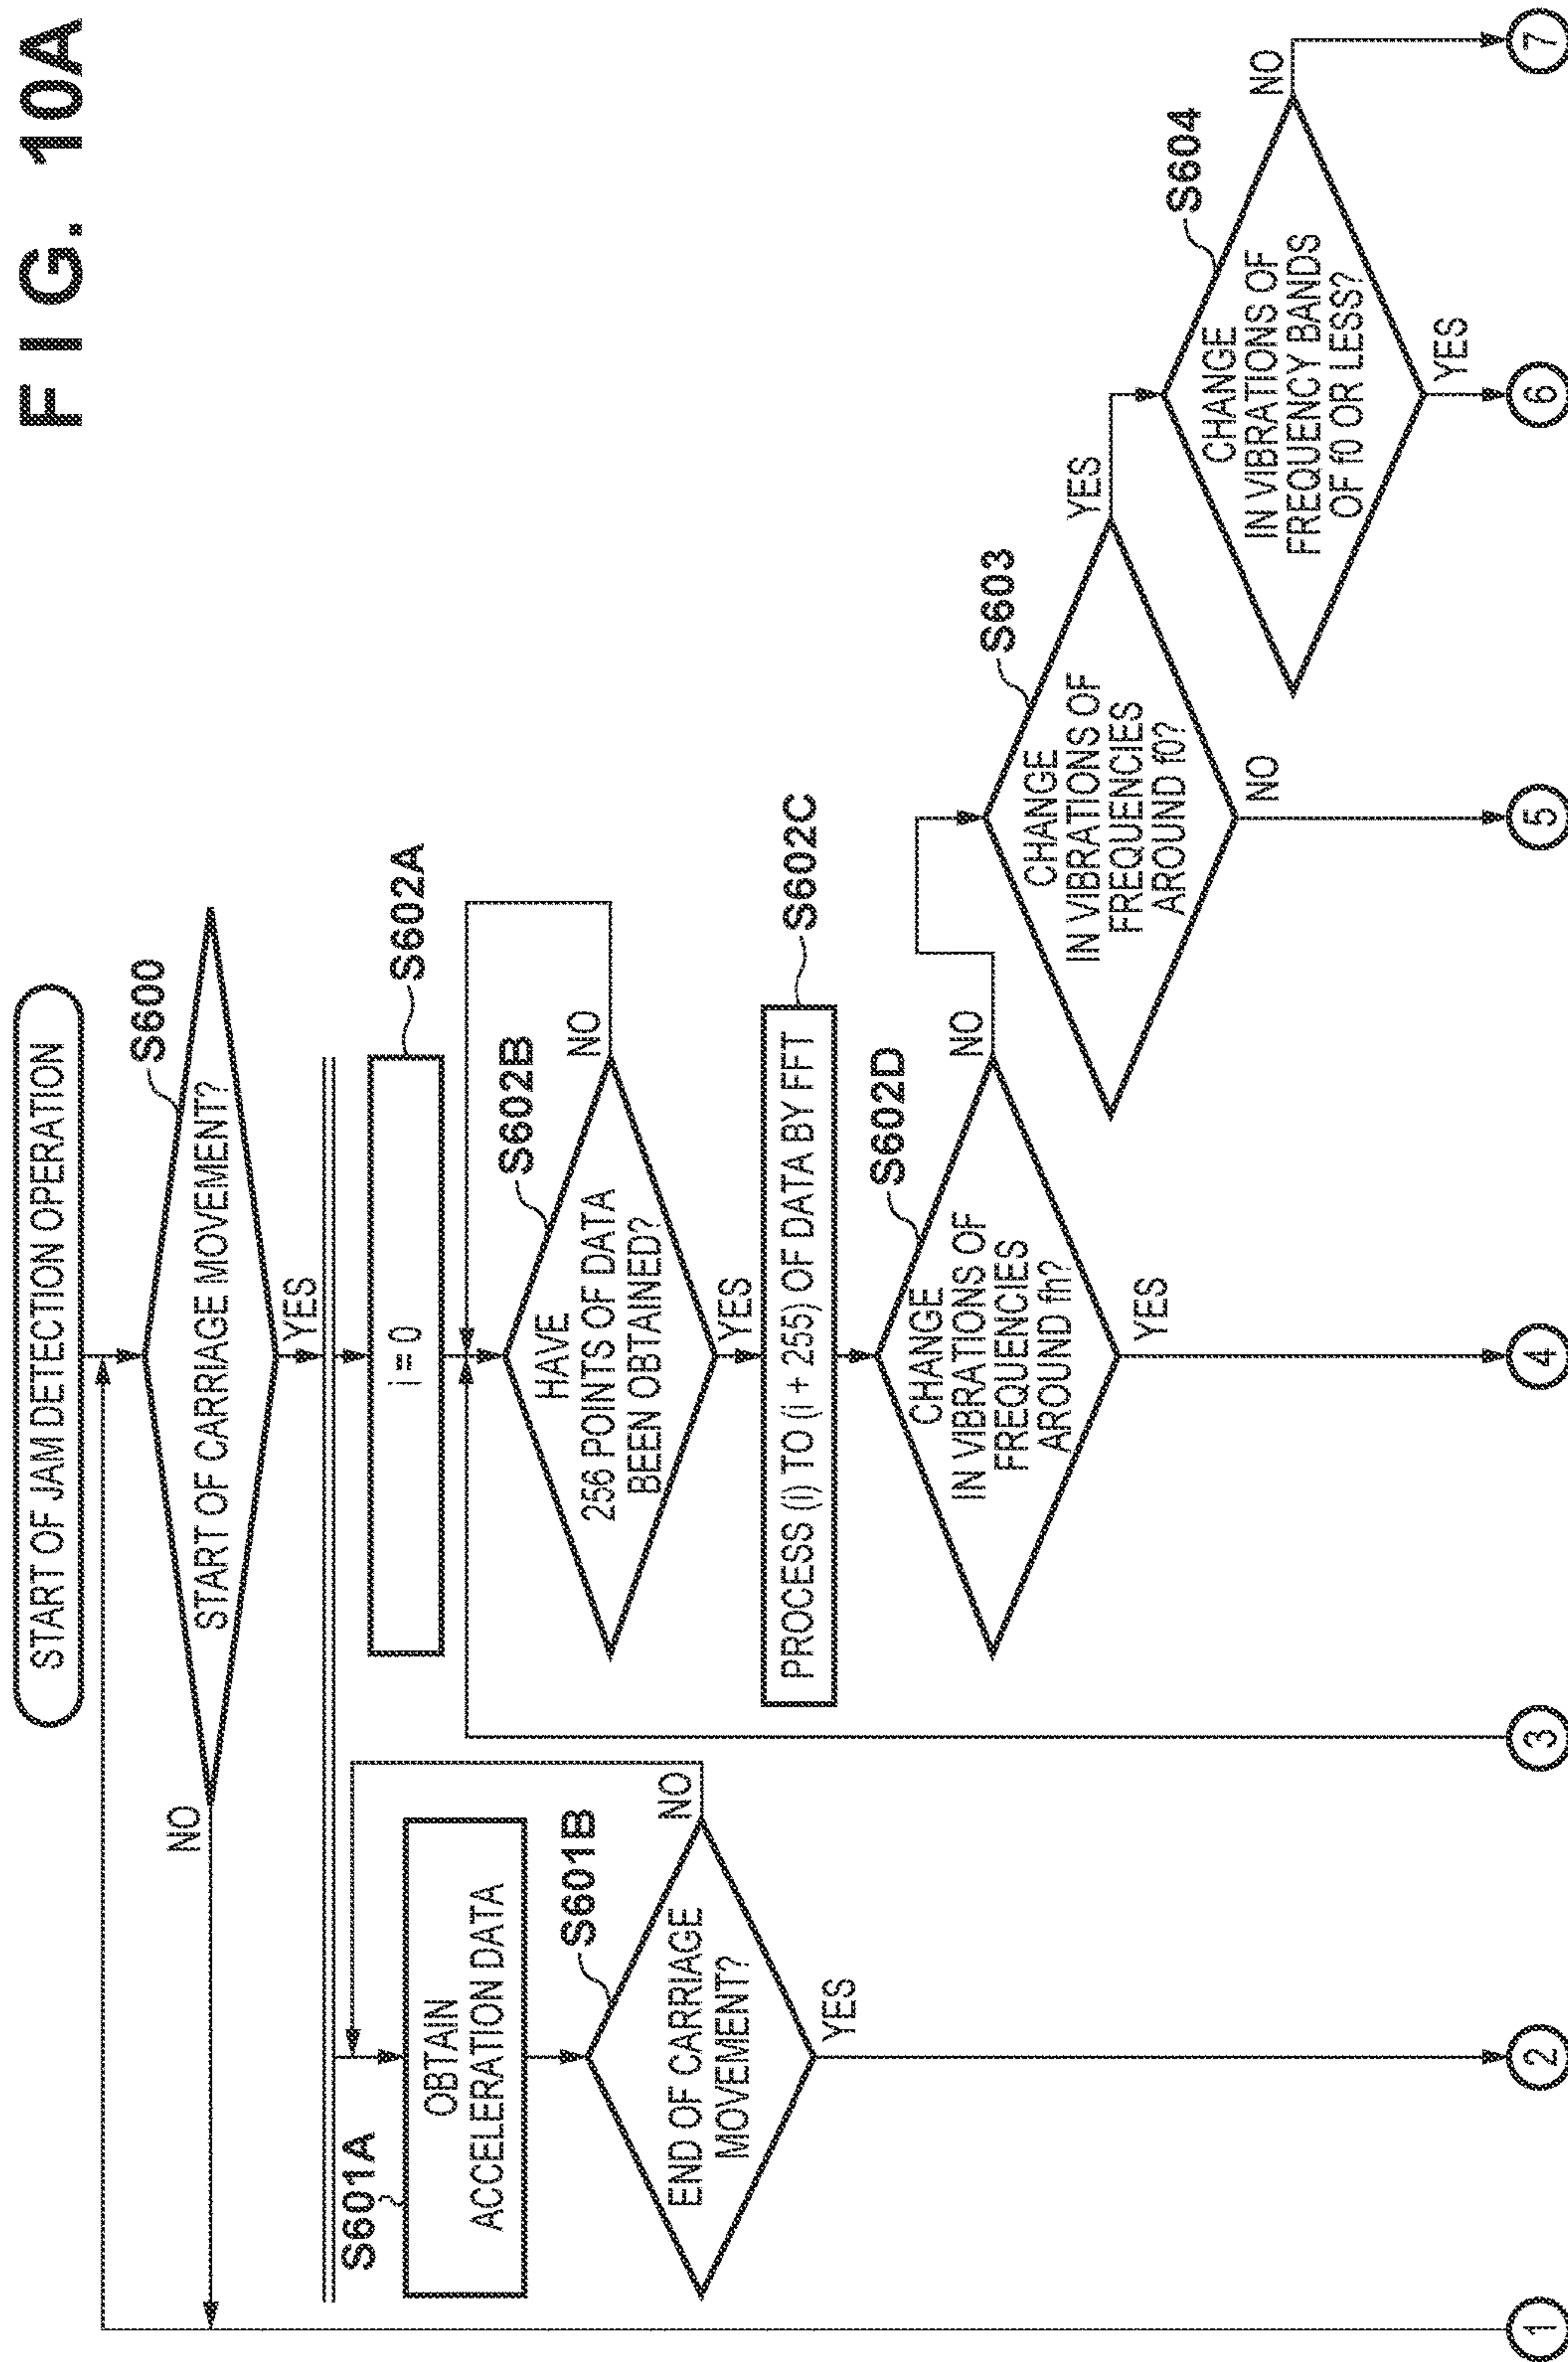 FIG. 10A
START OF JAM DETECTION OPERATION
S600
START OF CARRIAGE MOVEMENT?
NO
YES
S601A
OBTAIN
ACCELERATION DATA
S601B
END OF CARRIAGE
MOVEMENT?
NO
YES
S602A
i = 0
S602B
HAVE
256 POINTS OF DATA
BEEN OBTAINED?
NO
YES
S602C
PROCESS (i) TO (i + 255) OF DATA BY FFT
S602D
CHANGE
IN VIBRATIONS OF
FREQUENCIES
AROUND fh?
NO
YES
S603
CHANGE
IN VIBRATIONS OF
FREQUENCIES
AROUND f0?
YES
NO
S604
CHANGE
IN VIBRATIONS OF
FREQUENCY BANDS
OF f0 OR LESS?
NO
YES
1
2
3
4
5
6
7